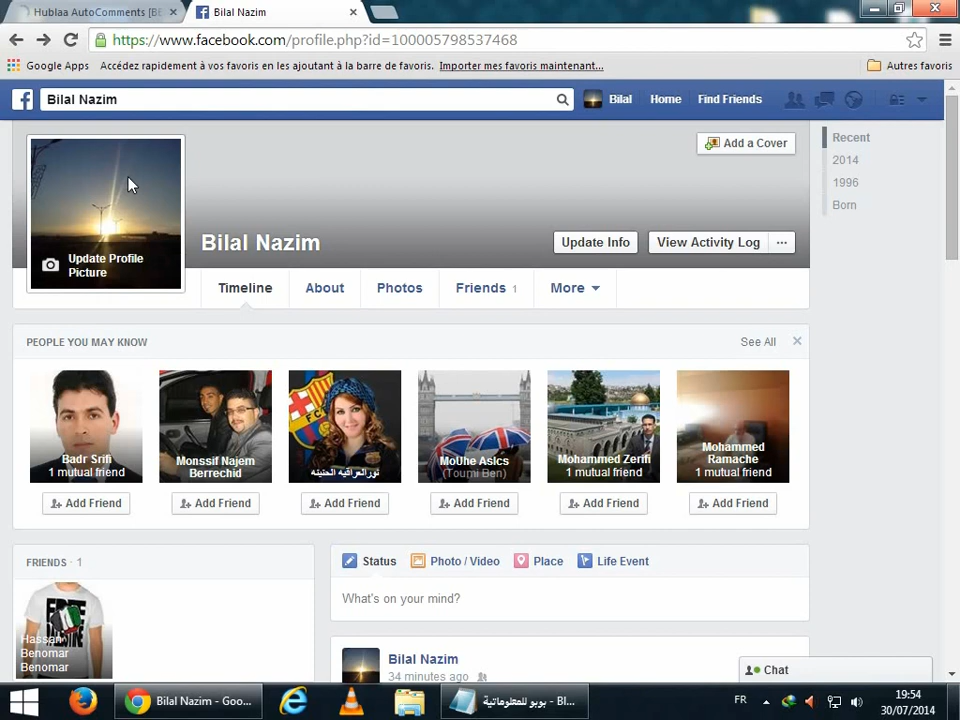 Hublaa AutoComments [BE
Bilal Nazim
https://www.facebook.com/profile.php?id=100005798537468
Google Apps Accédez rapidement à vos favoris en les ajoutant à la barre de favoris. Importer mes favoris maintenant... Autres favoris
Bilal Nazim
Bilal Home Find Friends
Add a Cover
Recent
2014
1996
Born
Update Profile
Picture
Bilal Nazim
Update Info View Activity Log ...
Timeline About Photos Friends 1 More
PEOPLE YOU MAY KNOW See All
Badr Srifi
1 mutual friend
Monssif Najem
Berrechid
نور العراقيه الحنينه
MoUhe Asics
(Toumi Ben)
Mohammed Zerifi
1 mutual friend
Mohammed
Ramache
1 mutual friend
Add Friend Add Friend Add Friend Add Friend Add Friend Add Friend
FRIENDS · 1
Hassan
Benomar
Benomar
Status Photo / Video Place Life Event
What's on your mind?
Bilal Nazim
34 minutes ago
Chat
Bilal Nazim - Goo...
بوبو للمعلوماتية - Bl...
FR
19:54
30/07/2014